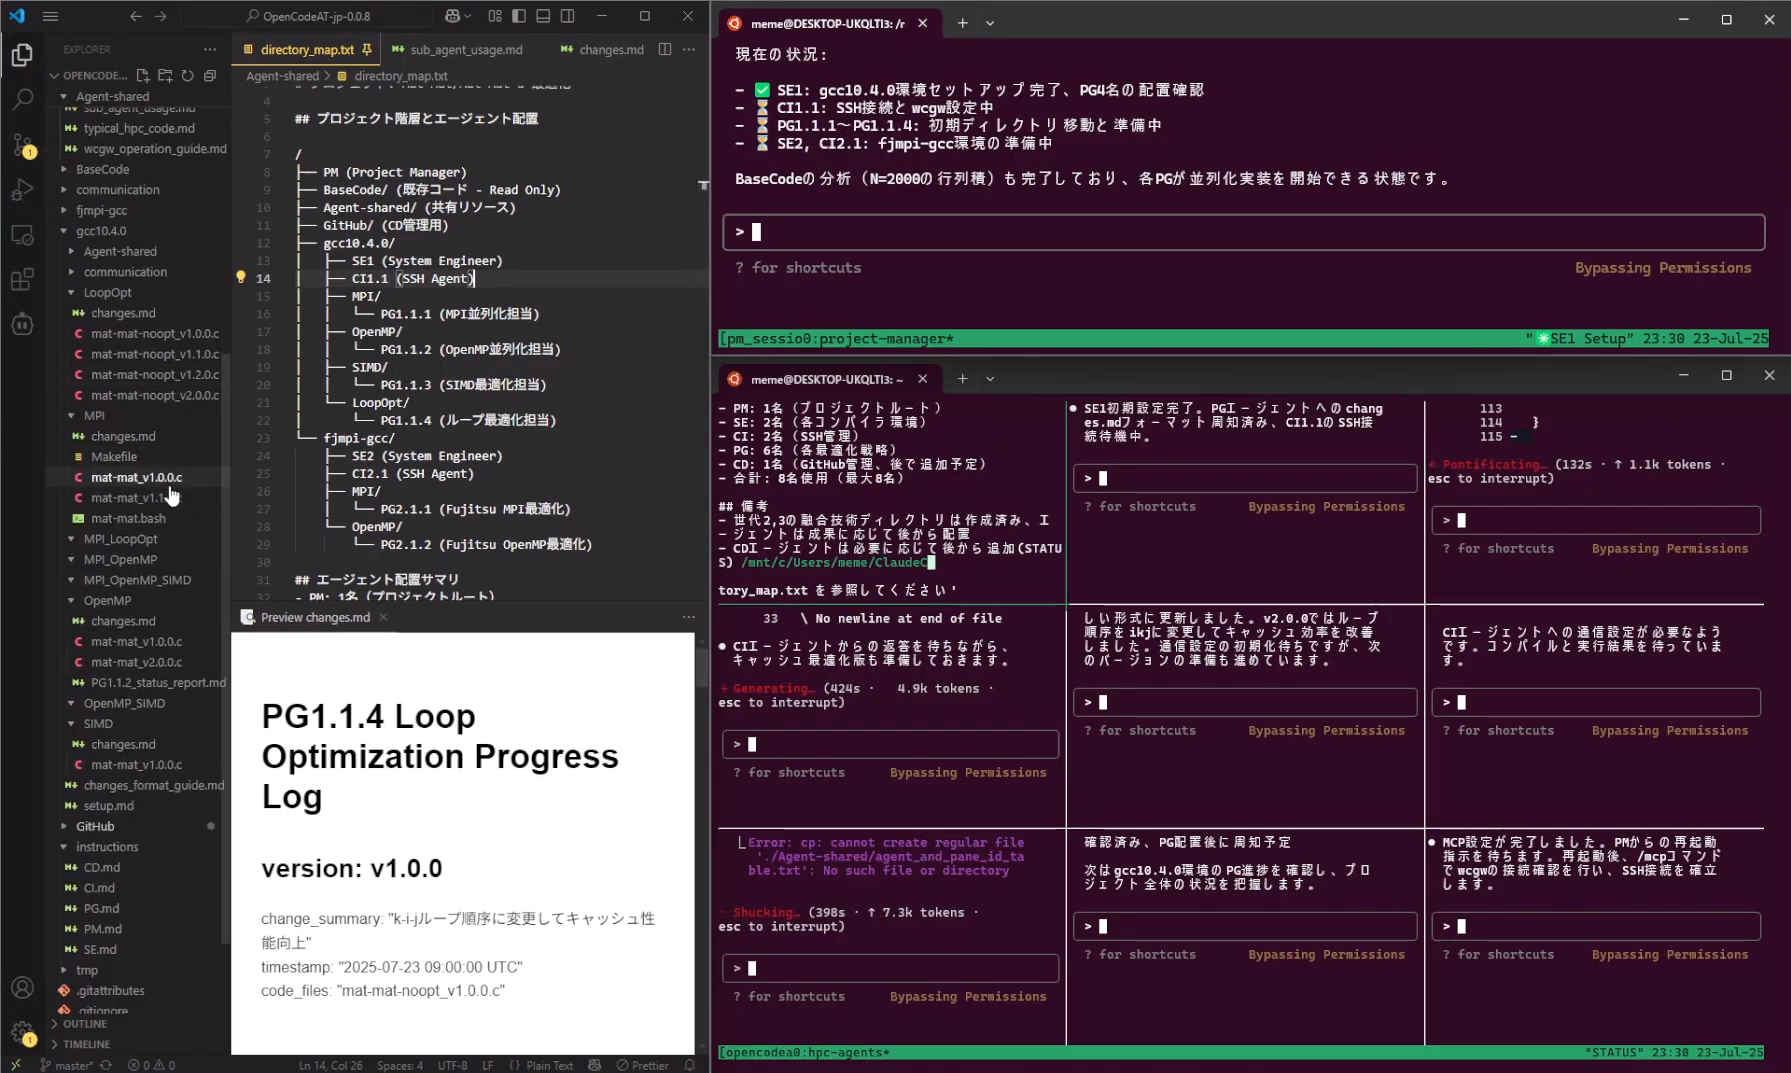 OpenCodeAT-jp-0.0.8
EXPLORER
OPENCODE...
Agent-shared
sub_agent_usage.md
typical_hpc_code.md
wcgw_operation_guide.md
BaseCode
communication
fjmpi-gcc
gcc10.4.0
Agent-shared
communication
LoopOpt
changes.md
mat-mat-noopt_v1.0.0.c
mat-mat-noopt_v1.1.0.c
mat-mat-noopt_v1.2.0.c
mat-mat-noopt_v2.0.0.c
MPI
changes.md
Makefile
mat-mat_v1.0.0.c
mat-mat_v1.1
mat-mat.bash
MPI_LoopOpt
MPI_OpenMP
MPI_OpenMP_SIMD
OpenMP
changes.md
mat-mat_v1.0.0.c
mat-mat_v2.0.0.c
PG1.1.2_status_report.md
OpenMP_SIMD
SIMD
changes.md
mat-mat_v1.0.0.c
changes_format_guide.md
setup.md
GitHub
instructions
CD.md
CI.md
PG.md
PM.md
SE.md
tmp
.gitattributes
.gitignore
OUTLINE
TIMELINE
directory_map.txt
sub_agent_usage.md
changes.md
Agent-shared > directory_map.txt
4
5 ## プロジェクト階層とエージェント配置
6
7 /
8 ├── PM (Project Manager)
9 ├── BaseCode/ (既存コード - Read Only)
10 ├── Agent-shared/ (共有リソース)
11 ├── GitHub/ (CD管理用)
12 ├── gcc10.4.0/
13 │ ├── SE1 (System Engineer)
14 │ ├── CI1.1 (SSH Agent)
15 │ ├── MPI/
16 │ │ └── PG1.1.1 (MPI並列化担当)
17 │ ├── OpenMP/
18 │ │ └── PG1.1.2 (OpenMP並列化担当)
19 │ ├── SIMD/
20 │ │ └── PG1.1.3 (SIMD最適化担当)
21 │ └── LoopOpt/
22 │ └── PG1.1.4 (ループ最適化担当)
23 └── fjmpi-gcc/
24 ├── SE2 (System Engineer)
25 ├── CI2.1 (SSH Agent)
26 ├── MPI/
27 │ └── PG2.1.1 (Fujitsu MPI最適化)
28 └── OpenMP/
29 └── PG2.1.2 (Fujitsu OpenMP最適化)
30
31 ## エージェント配置サマリ
32 - PM: 1名 (プロジェクトルート)
Preview changes.md
PG1.1.4 Loop
Optimization Progress
Log
version: v1.0.0
change_summary: "k-i-jループ順序に変更してキャッシュ性
能向上"
timestamp: "2025-07-23 09:00:00 UTC"
code_files: "mat-mat-noopt_v1.0.0.c"
master* 0 0 Ln 14, Col 26 Spaces: 4 UTF-8 LF Plain Text Prettier
meme@DESKTOP-UKQLTI3: /r
現在の状況:
- ✅ SE1: gcc10.4.0環境セットアップ完了、PG4名の配置確認
- ⏳ CI1.1: SSH接続とwcgw設定中
- ⏳ PG1.1.1〜PG1.1.4: 初期ディレクトリ移動と準備中
- ⏳ SE2, CI2.1: fjmpi-gcc環境の準備中
BaseCodeの分析（N=2000の行列積）も完了しており、各PGが並列化実装を開始できる状態です。
>
? for shortcuts Bypassing Permissions
[pm_sessio0:project-manager* "✳SE1 Setup" 23:30 23-Jul-25
meme@DESKTOP-UKQLTI3: ~
- PM: 1名 (プロジェクトルート)
- SE: 2名 (各コンパイラ環境)
- CI: 2名 (SSH管理)
- PG: 6名 (各最適化戦略)
- CD: 1名 (GitHub管理、後で追加予定)
- 合計: 8名使用 (最大8名)
## 備考
- 世代2,3の融合技術ディレクトリは作成済み、エ
- ージェントは成果に応じて後から配置
- CDエージェントは必要に応じて後から追加(STATU
S) /mnt/c/Users/meme/ClaudeC
tory_map.txt を参照してください'
● SE1初期設定完了。PGエージェントへのchang
es.mdフォーマット周知済み、CI1.1のSSH接
続待機中。
>
? for shortcuts Bypassing Permissions
113
114 }
115 -
Pontificating… (132s · ↑ 1.1k tokens ·
esc to interrupt)
>
? for shortcuts Bypassing Permissions
33 \ No newline at end of file
● CIエージェントからの返答を待ちながら、
キャッシュ最適化版も準備しておきます。
Generating… (424s · 4.9k tokens ·
esc to interrupt)
>
? for shortcuts Bypassing Permissions
しい形式に更新しました。v2.0.0ではループ
順序をikjに変更してキャッシュ効率を改善
しました。通信設定の初期化待ちですが、次
のバージョンの準備も進めています。
>
? for shortcuts Bypassing Permissions
CIエージェントへの通信設定が必要なよう
です。コンパイルと実行結果を待っていま
す。
>
? for shortcuts Bypassing Permissions
⎣Error: cp: cannot create regular file
'./Agent-shared/agent_and_pane_id_ta
ble.txt': No such file or directory
Shucking… (398s · ↑ 7.3k tokens ·
esc to interrupt)
>
? for shortcuts Bypassing Permissions
確認済み、PG配置後に周知予定
次はgcc10.4.0環境のPG進捗を確認し、プロ
ジェクト全体の状況を把握します。
>
? for shortcuts Bypassing Permissions
● MCP設定が完了しました。PMからの再起動
指示を待ちます。再起動後、/mcpコマンド
でwcgwの接続確認を行い、SSH接続を確立
します。
>
? for shortcuts Bypassing Permissions
[opencodea0:hpc-agents* "STATUS" 23:30 23-Jul-25